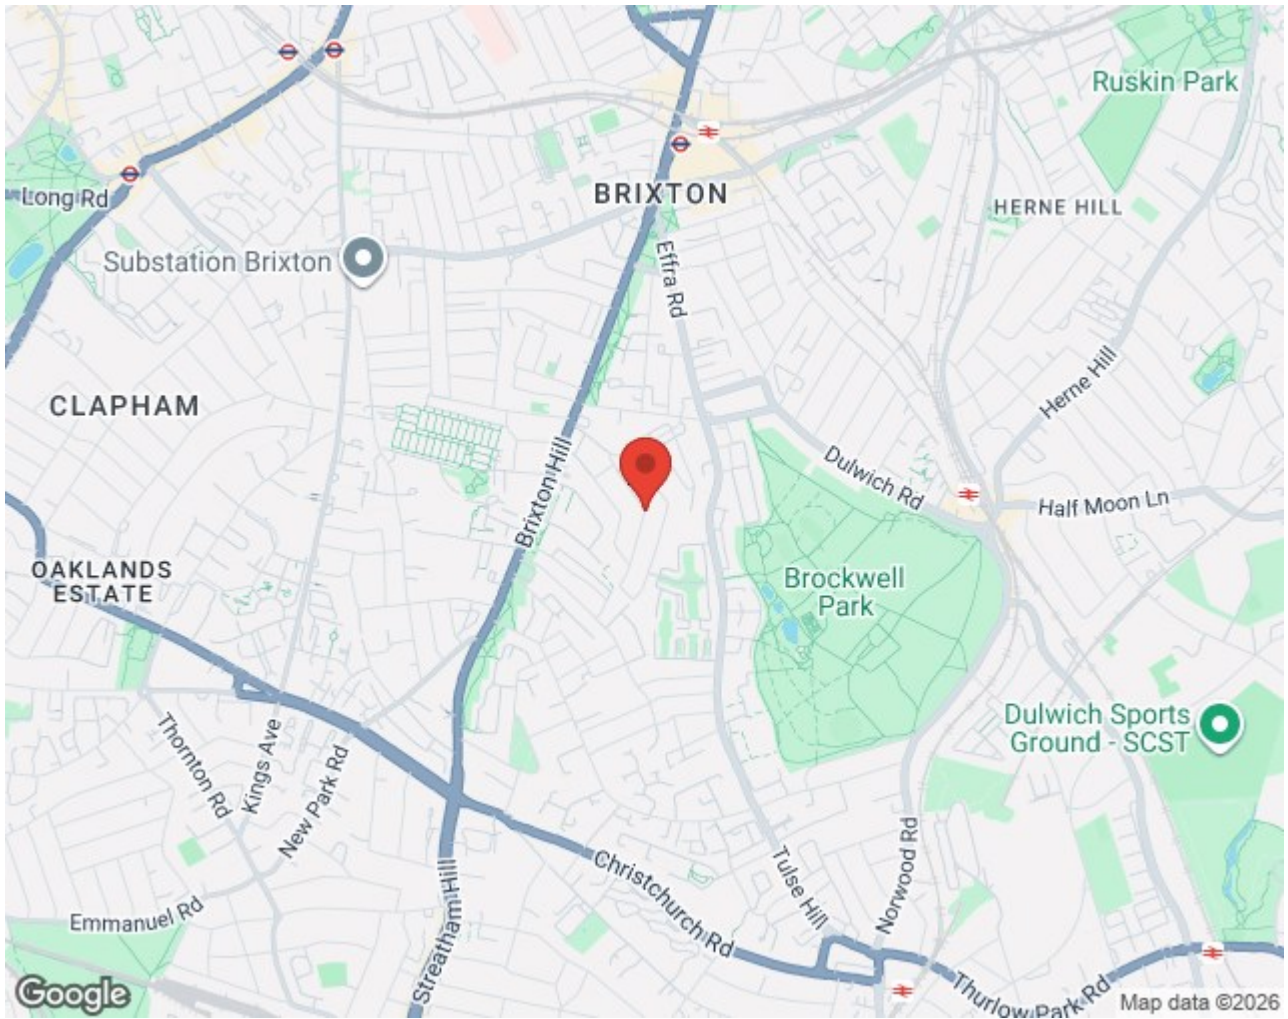 Ruskin Park
Long Rd
BRIXTON
HERNE HILL
Substation Brixton
Effra Rd
Herne Hill
CLAPHAM
Brixton Hill
Dulwich Rd
Half Moon Ln
OAKLANDS
ESTATE
Brockwell
Park
Thornton Rd
Kings Ave
New Park Rd
Dulwich Sports
Ground - SCST
Christchurch Rd
Tulse Hill
Norwood Rd
Emmanuel Rd
Streatham Hill
Thurlow Park Rd
Google
Map data ©2026